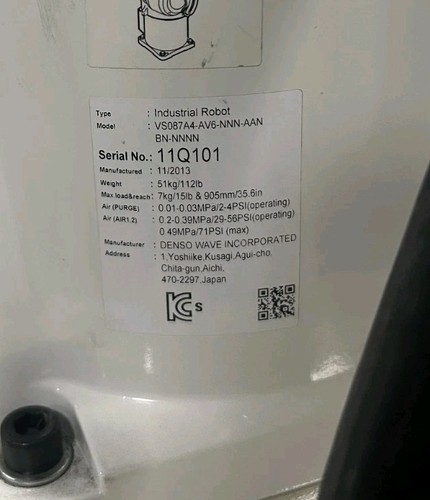 Type : Industrial Robot
Model : VS087A4-AV6-NNN-AAN
BN-NNNN
Serial No.: 11Q101
Manufactured : 11/2013
Weight : 51kg/112lb
Max load&reach: 7kg/15lb & 905mm/35.6in
Air (PURGE) : 0.01-0.03MPa/2-4PSI(operating)
Air (AIR1.2) : 0.2-0.39MPa/29-56PSI(operating)
0.49MPa/71PSI (max)
Manufacturer : DENSO WAVE INCORPORATED
Address : 1,Yoshiike,Kusagi,Agui-cho,
Chita-gun,Aichi,
470-2297,Japan
KC s